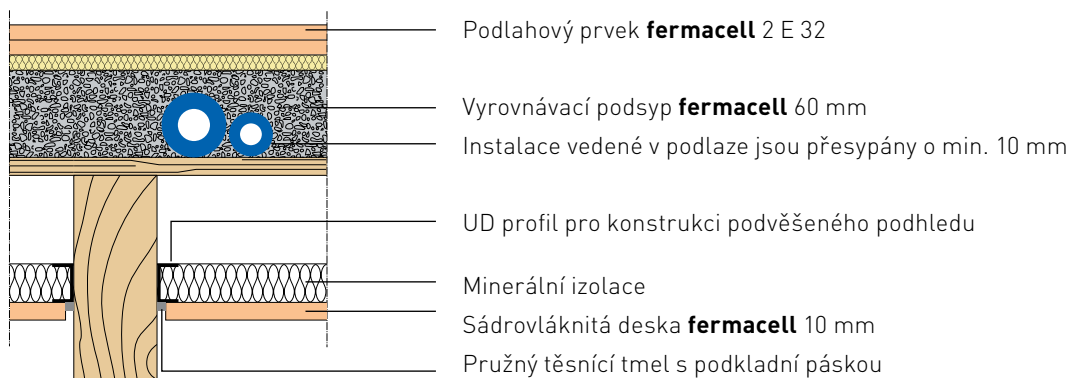 Podlahový prvek fermacell 2 E 32
Vyrovnávací podsyp fermacell 60 mm
Instalace vedené v podlaze jsou přesypány o min. 10 mm
UD profil pro konstrukci podvěšeného podhledu
Minerální izolace
Sádrovláknitá deska fermacell 10 mm
Pružný těsnící tmel s podkladní páskou